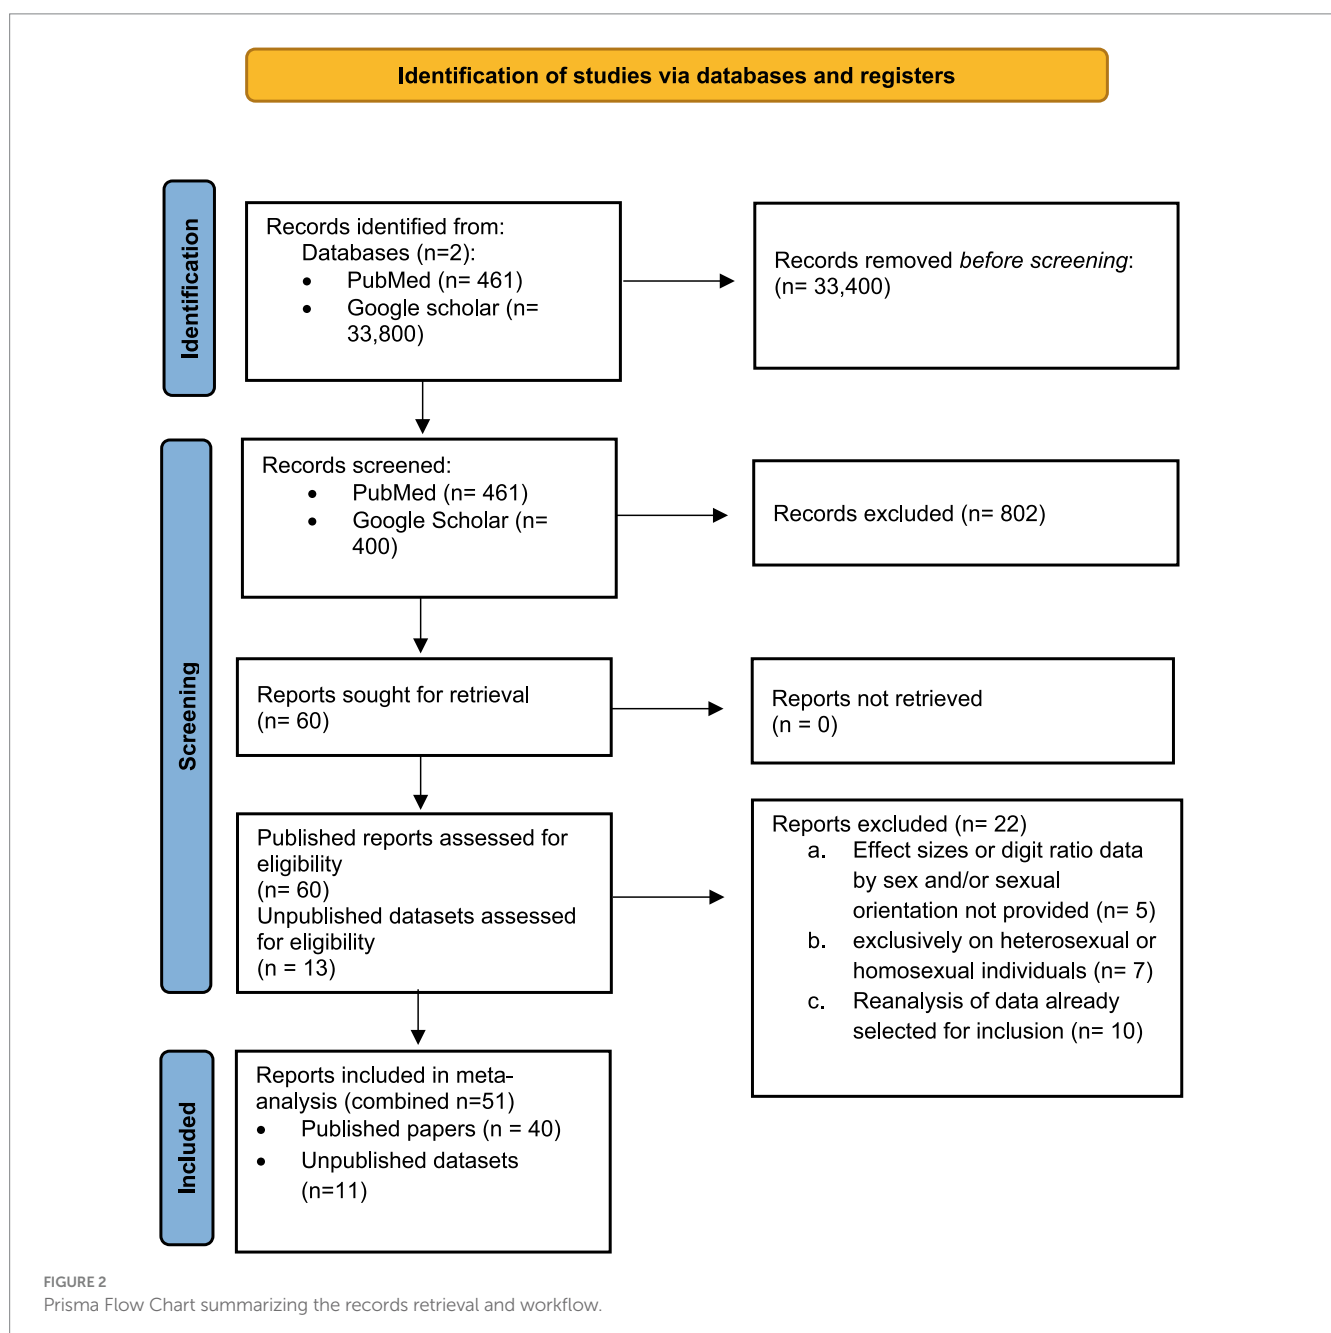 Identification of studies via databases and registers
Identification
Records identified from:
Databases (n=2):
• PubMed (n= 461)
• Google scholar (n=
33,800)
Records removed before screening:
(n= 33,400)
Screening
Records screened:
• PubMed (n= 461)
• Google Scholar (n=
400)
Records excluded (n= 802)
Reports sought for retrieval
(n= 60)
Reports not retrieved
(n = 0)
Published reports assessed for
eligibility
(n= 60)
Unpublished datasets assessed
for eligibility
(n = 13)
Reports excluded (n= 22)
a. Effect sizes or digit ratio data
by sex and/or sexual
orientation not provided (n= 5)
b. exclusively on heterosexual or
homosexual individuals (n= 7)
c. Reanalysis of data already
selected for inclusion (n= 10)
Included
Reports included in meta-
analysis (combined n=51)
• Published papers (n = 40)
• Unpublished datasets
(n=11)
FIGURE 2
Prisma Flow Chart summarizing the records retrieval and workflow.